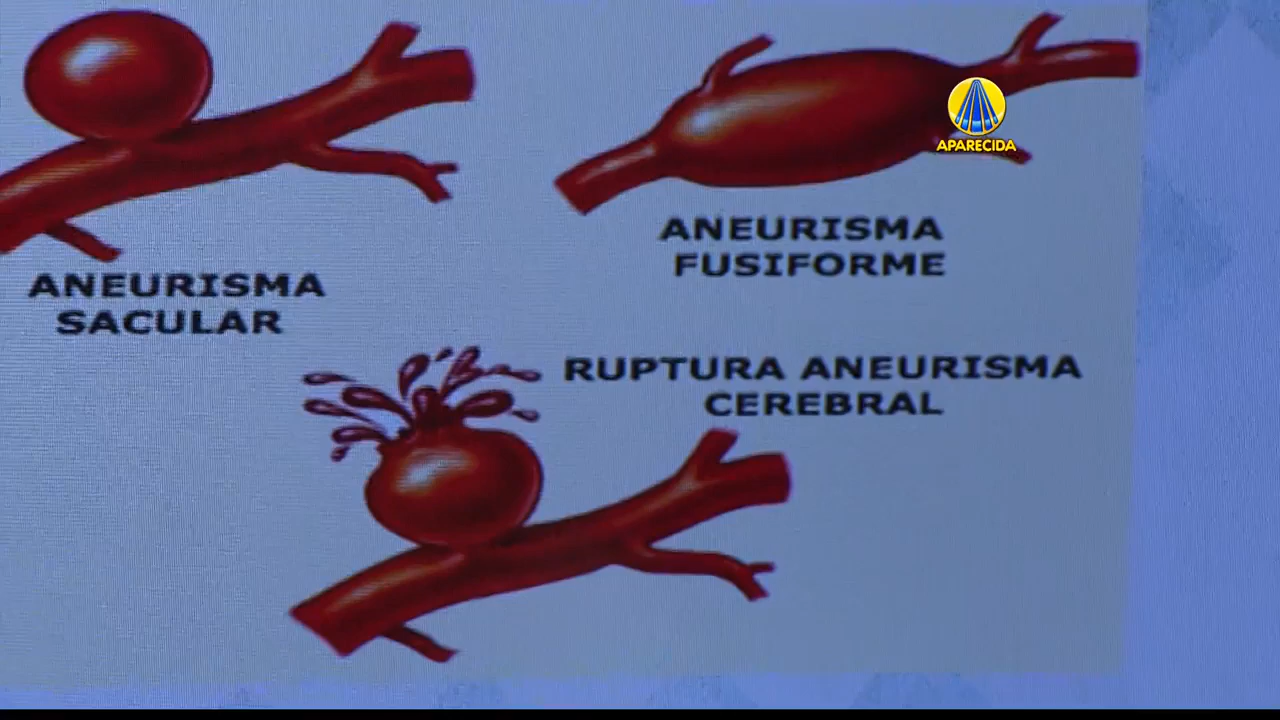 APARECIDA
ANEURISMA
FUSIFORME
ANEURISMA
SACULAR
RUPTURA ANEURISMA
CEREBRAL